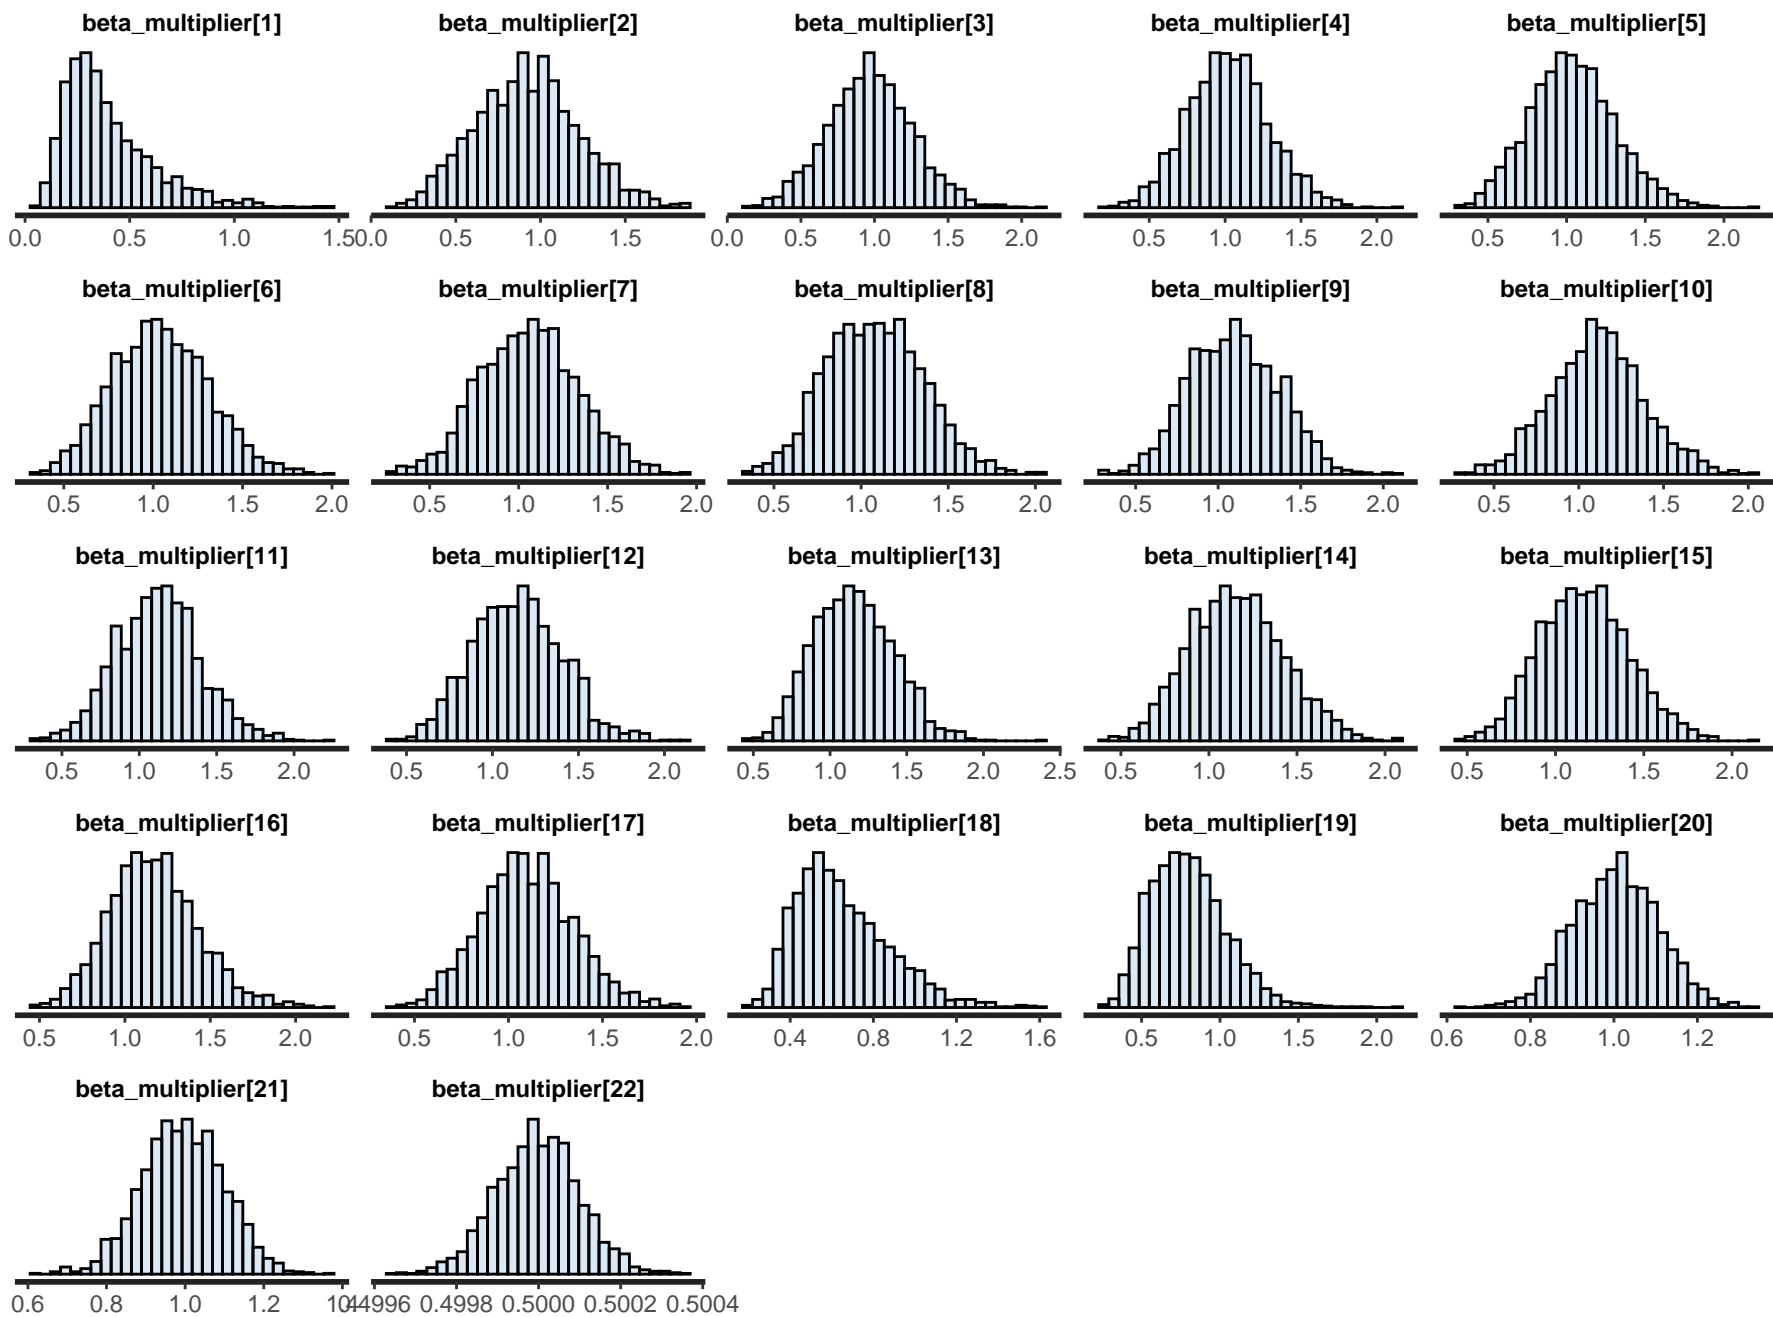 beta_multiplier[1] beta_multiplier[2] beta_multiplier[3] beta_multiplier[4] beta_multiplier[5]
0.0 0.5 1.0 1.5 0.0 0.5 1.0 1.5 0.0 0.5 1.0 1.5 2.0 0.5 1.0 1.5 2.0 0.5 1.0 1.5 2.0
beta_multiplier[6] beta_multiplier[7] beta_multiplier[8] beta_multiplier[9] beta_multiplier[10]
0.5 1.0 1.5 2.0 0.5 1.0 1.5 2.0 0.5 1.0 1.5 2.0 0.5 1.0 1.5 2.0 0.5 1.0 1.5 2.0
beta_multiplier[11] beta_multiplier[12] beta_multiplier[13] beta_multiplier[14] beta_multiplier[15]
0.5 1.0 1.5 2.0 0.5 1.0 1.5 2.0 0.5 1.0 1.5 2.0 2.5 0.5 1.0 1.5 2.0 0.5 1.0 1.5 2.0
beta_multiplier[16] beta_multiplier[17] beta_multiplier[18] beta_multiplier[19] beta_multiplier[20]
0.5 1.0 1.5 2.0 0.5 1.0 1.5 2.0 0.4 0.8 1.2 1.6 0.5 1.0 1.5 2.0 0.6 0.8 1.0 1.2
beta_multiplier[21] beta_multiplier[22]
0.6 0.8 1.0 1.2 1.4 0.4996 0.4998 0.5000 0.5002 0.5004